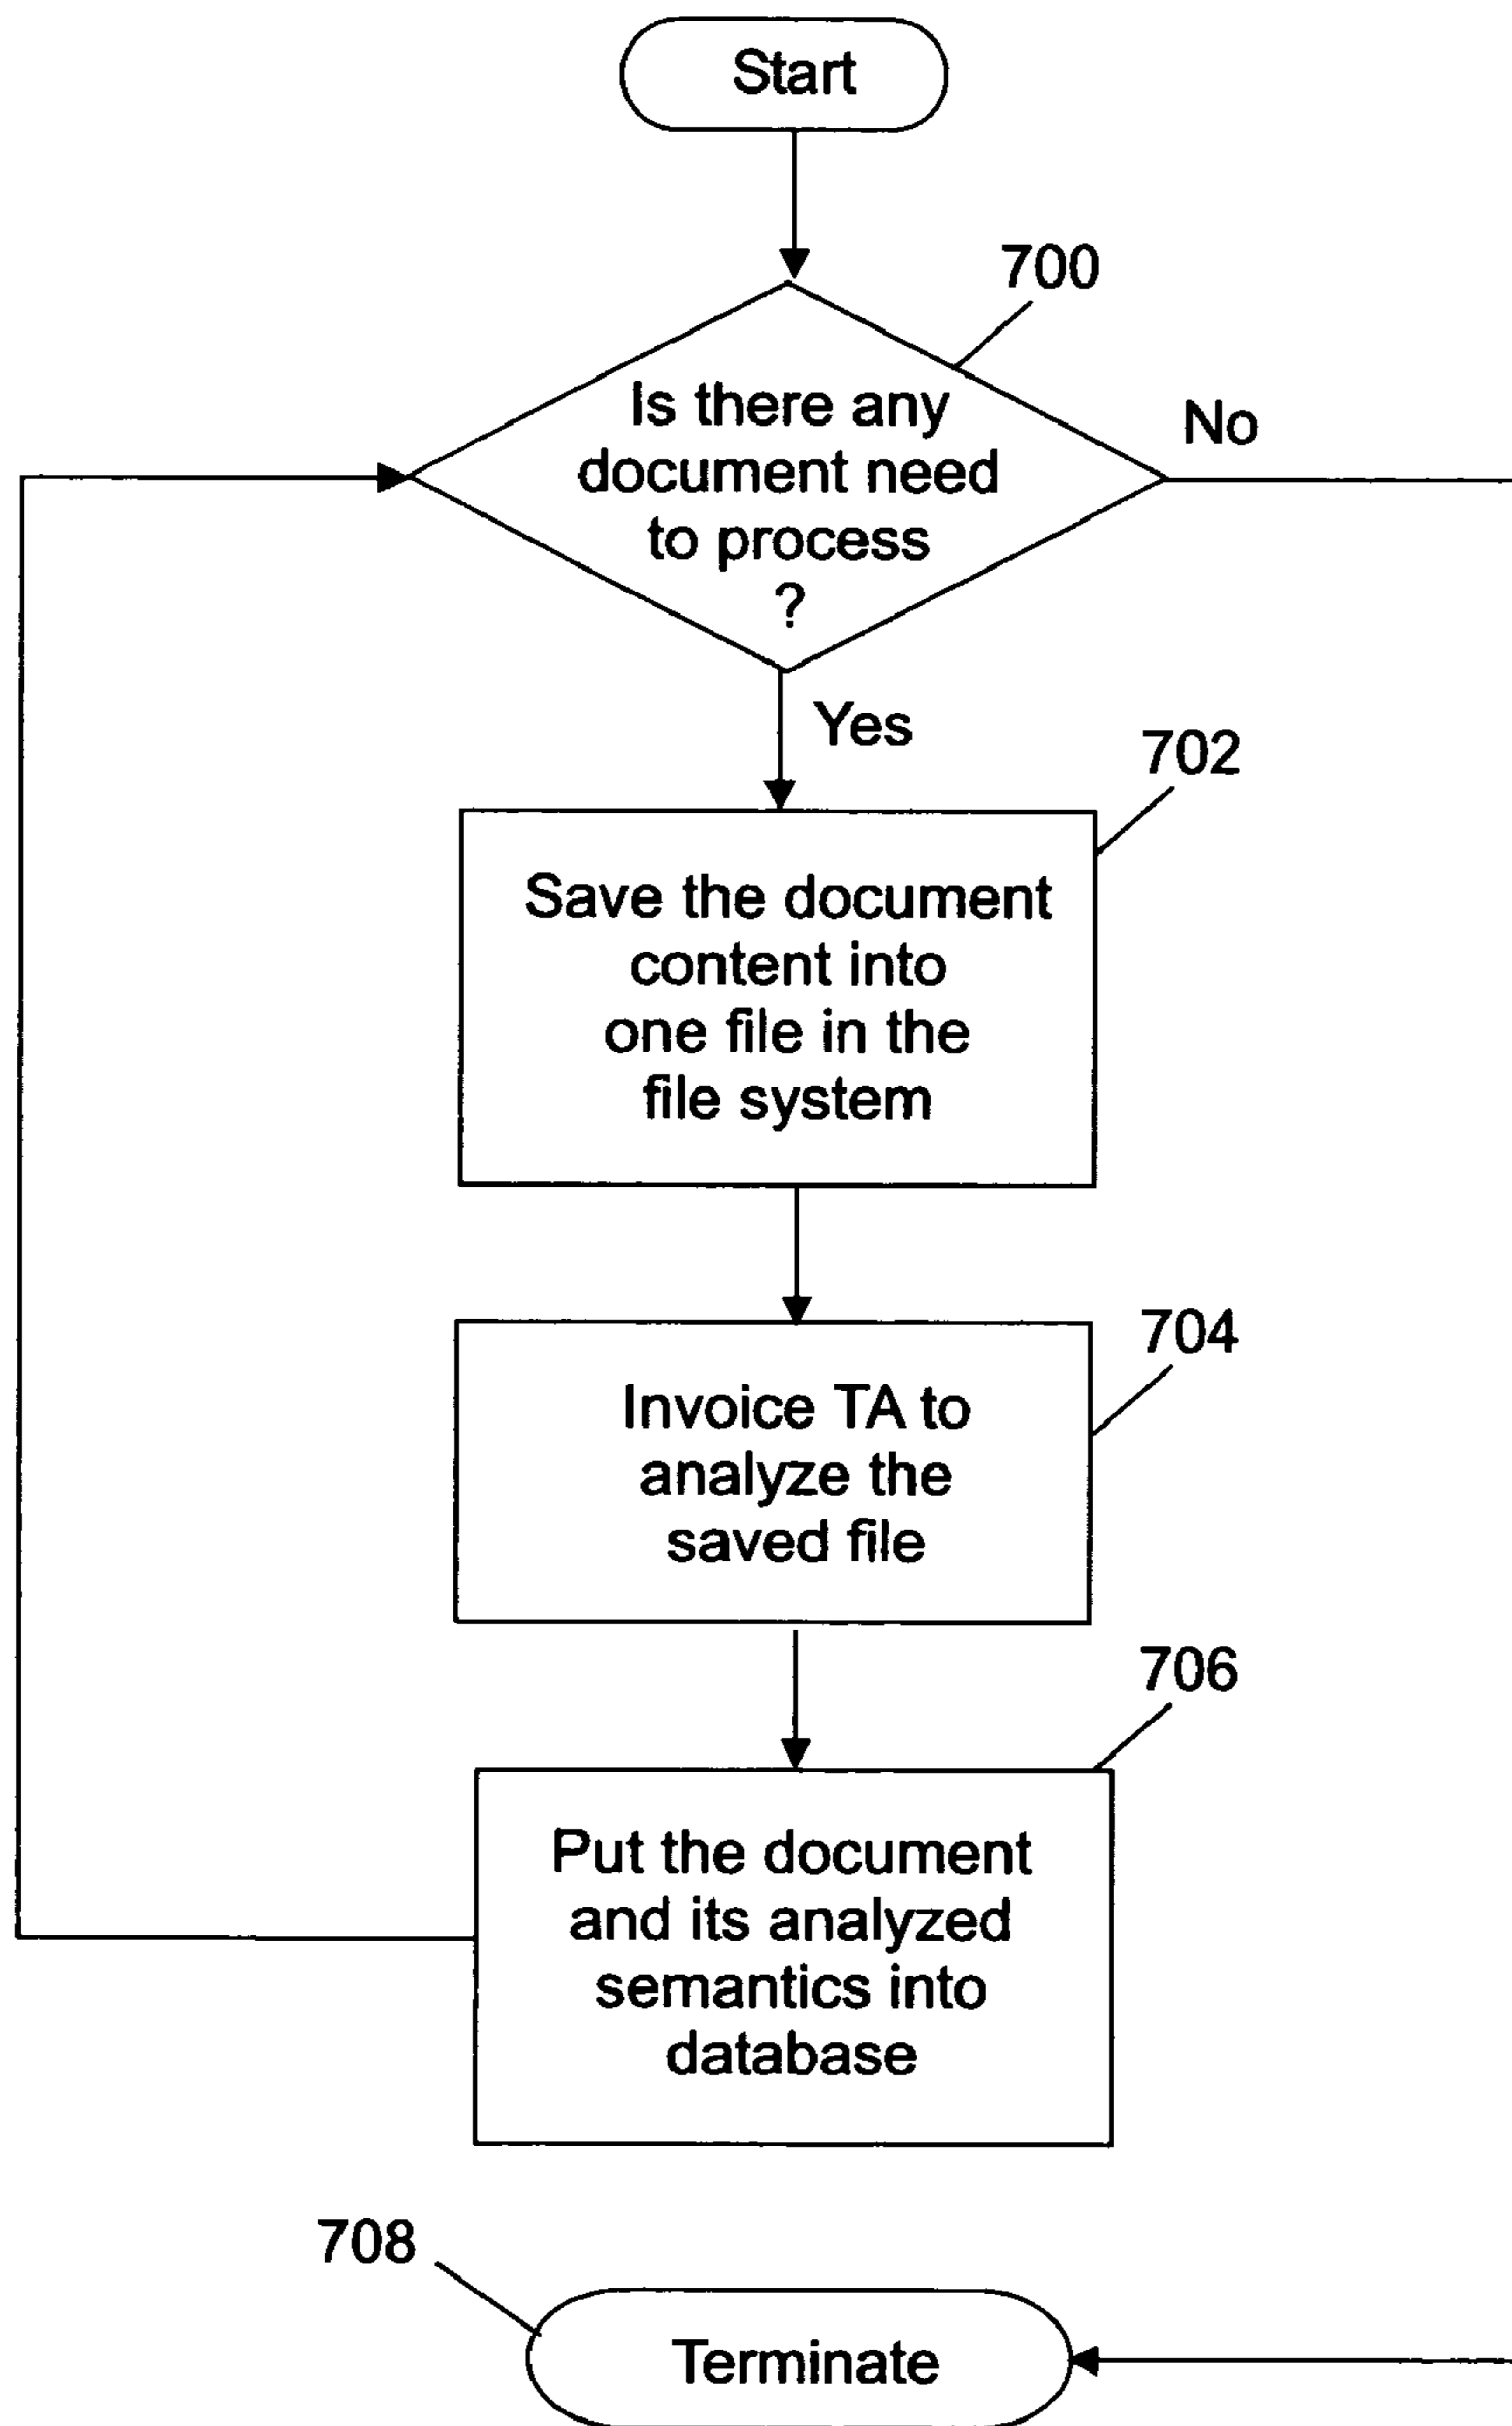 Start
700
Is there any
document need
to process
?
No
Yes
702
Save the document
content into
one file in the
file system
704
Invoice TA to
analyze the
saved file
706
Put the document
and its analyzed
semantics into
database
708
Terminate